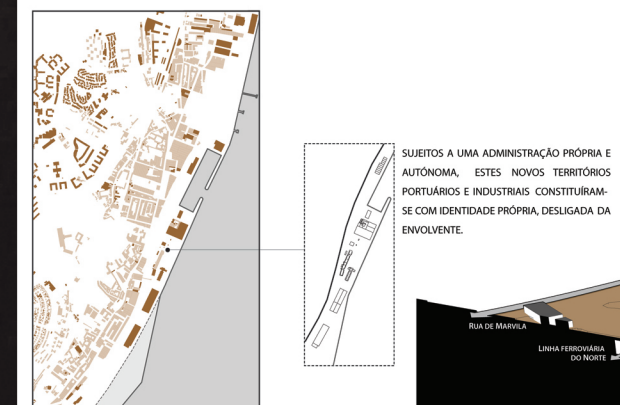 SUJEITOS A UMA ADMINISTRAÇÃO PRÓPRIA E
AUTÓNOMA, ESTES NOVOS TERRITÓRIOS
PORTUÁRIOS E INDUSTRIAIS CONSTITUÍRAM-
SE COM IDENTIDADE PRÓPRIA, DESLIGADA DA
ENVOLVENTE.
RUA DE MARVILA
LINHA FERROVIÁRIA
DO NORTE